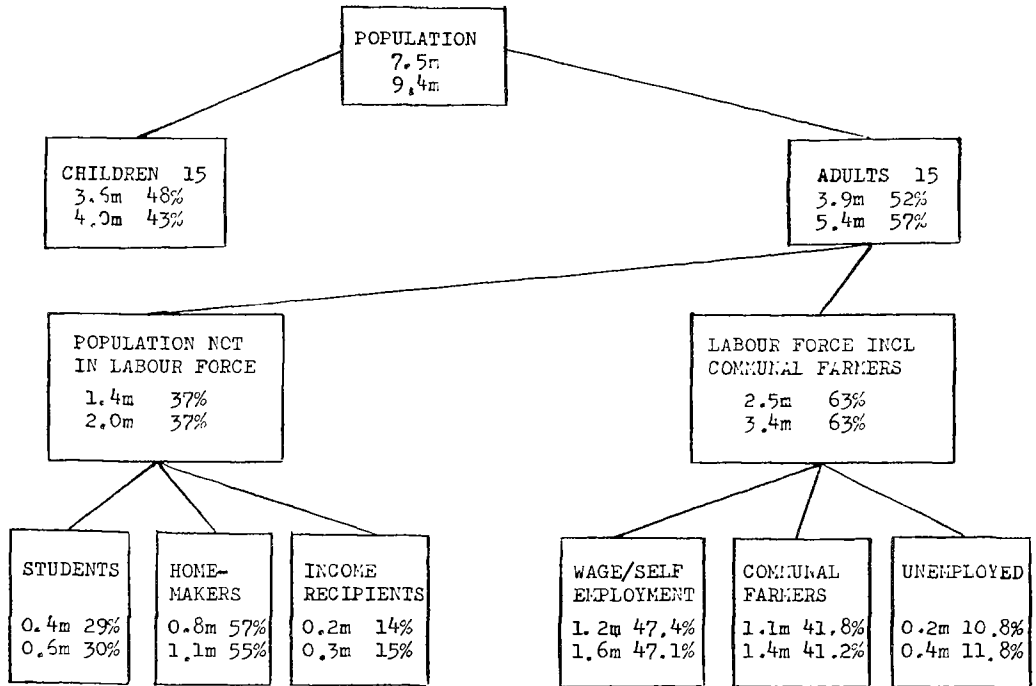 POPULATION
7.5m
9.4m
CHILDREN 15
3.6m 48%
4.0m 43%
ADULTS 15
3.9m 52%
5.4m 57%
POPULATION NOT
IN LABOUR FORCE
1.4m 37%
2.0m 37%
LABOUR FORCE INCL
COMMUNAL FARMERS
2.5m 63%
3.4m 63%
STUDENTS
0.4m 29%
0.6m 30%
HOME-
MAKERS
0.8m 57%
1.1m 55%
INCOME
RECIPIENTS
0.2m 14%
0.3m 15%
WAGE/SELF
EMPLOYMENT
1.2m 47.4%
1.6m 47.1%
COMMUNAL
FARMERS
1.1m 41.8%
1.4m 41.2%
UNEMPLOYED
0.2m 10.8%
0.4m 11.8%